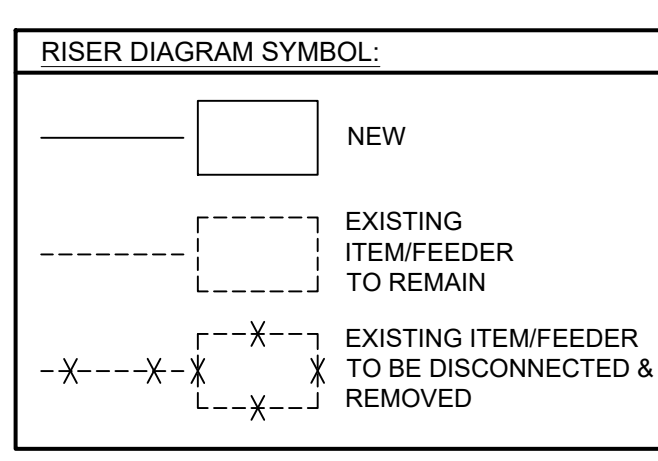 RISER DIAGRAM SYMBOL:
NEW
EXISTING
ITEM/FEEDER
TO REMAIN
EXISTING ITEM/FEEDER
TO BE DISCONNECTED &
REMOVED